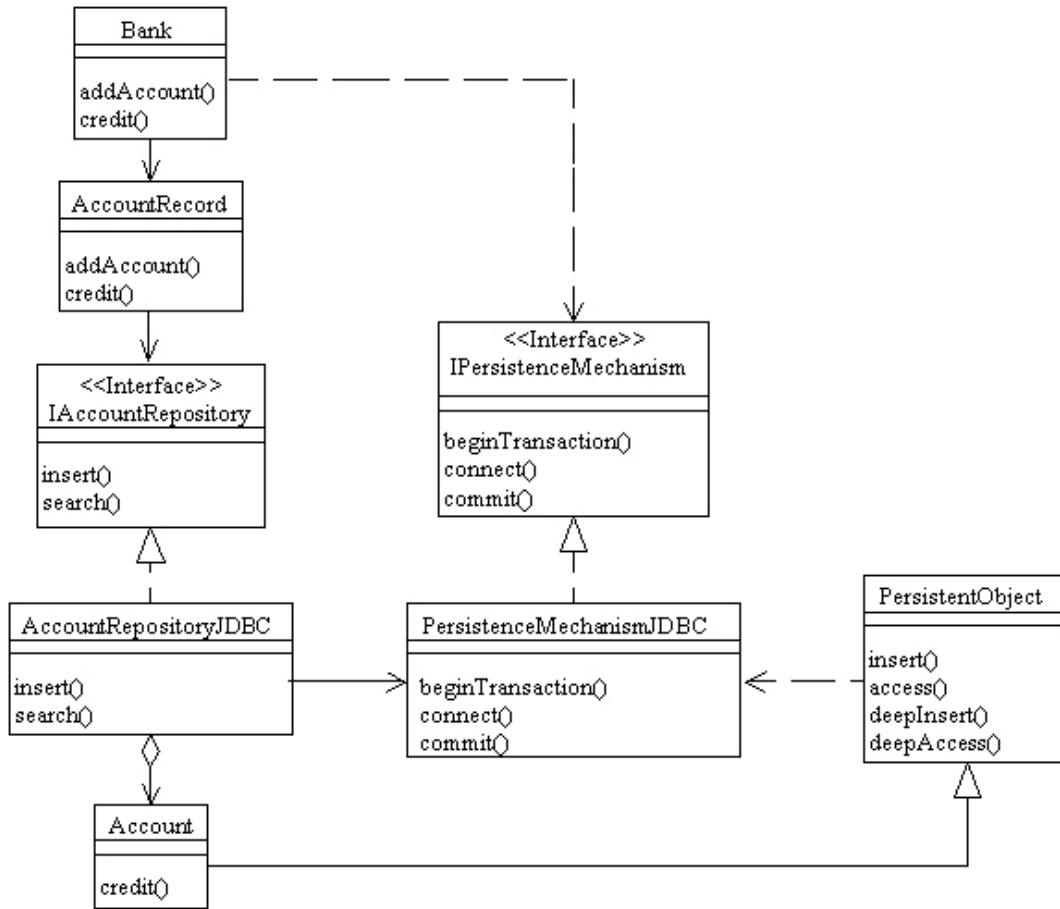 Bank
addAccount()
credit()
AccountRecord
addAccount()
credit()
<<Interface>>
IAccountRepository
insert()
search()
<<Interface>>
IPersistenceMechanism
beginTransaction()
connect()
commit()
AccountRepositoryJDBC
insert()
search()
PersistenceMechanismJDBC
beginTransaction()
connect()
commit()
PersistentObject
insert()
access()
deepInsert()
deepAccess()
Account
credit()